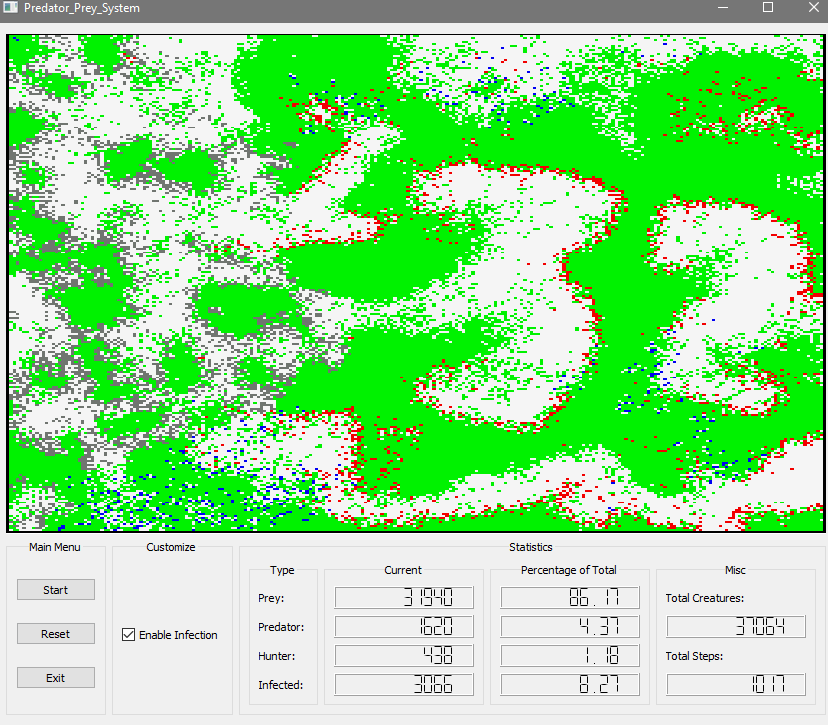 Predator_Prey_System
Main Menu
Start
Reset
Exit
Customize
Enable Infection
Statistics
Type Current Percentage of Total Misc
Prey: 31940 86.17 Total Creatures:
Predator: 1620 4.37 37064
Hunter: 438 1.18 Total Steps:
Infected: 3066 8.27 1017